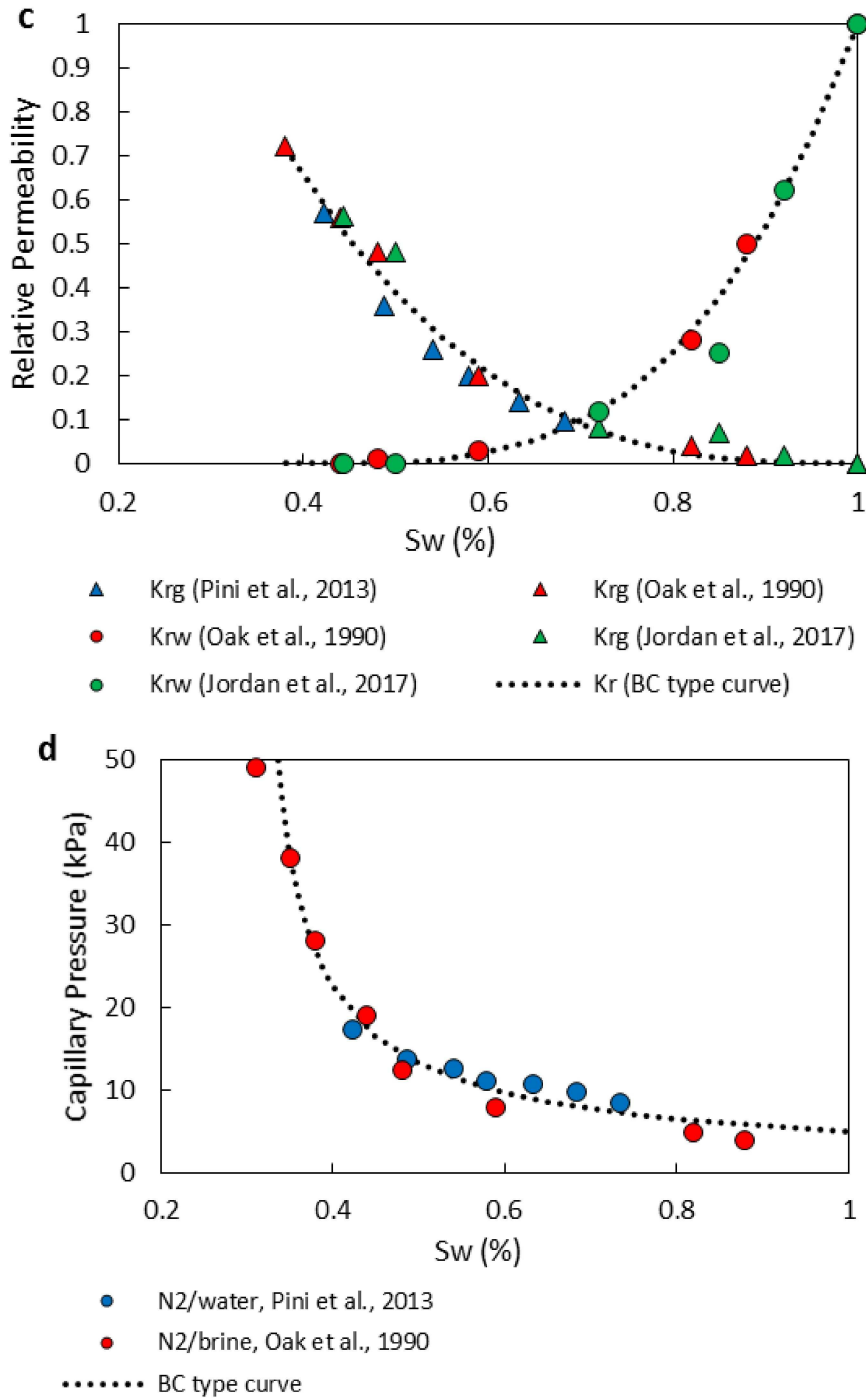 c
1
0.9
0.8
0.7
0.6
0.5
0.4
0.3
0.2
0.1
0
Relative Permeability
0.2 0.4 0.6 0.8 1
Sw (%)
Krg (Pini et al., 2013) Krg (Oak et al., 1990)
Krw (Oak et al., 1990) Krg (Jordan et al., 2017)
Krw (Jordan et al., 2017) Kr (BC type curve)
d
50
40
30
20
10
0
Capillary Pressure (kPa)
0.2 0.4 0.6 0.8 1
Sw (%)
N2/water, Pini et al., 2013
N2/brine, Oak et al., 1990
BC type curve